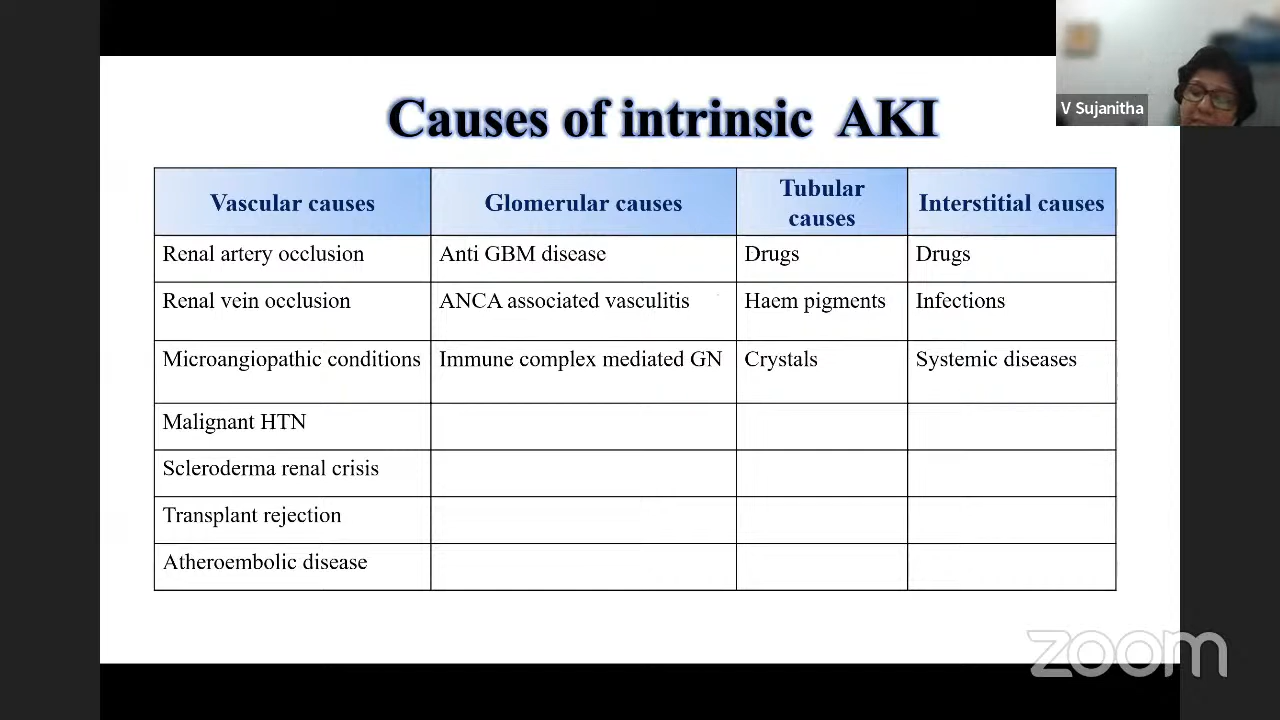 V Sujanitha
Causes of intrinsic AKI
Vascular causes
Glomerular causes
Tubular
causes
Interstitial causes
Renal artery occlusion
Anti GBM disease
Drugs
Drugs
Renal vein occlusion
ANCA associated vasculitis
Haem pigments
Infections
Microangiopathic conditions
Immune complex mediated GN
Crystals
Systemic diseases
Malignant HTN
Scleroderma renal crisis
Transplant rejection
Atheroembolic disease
zoom